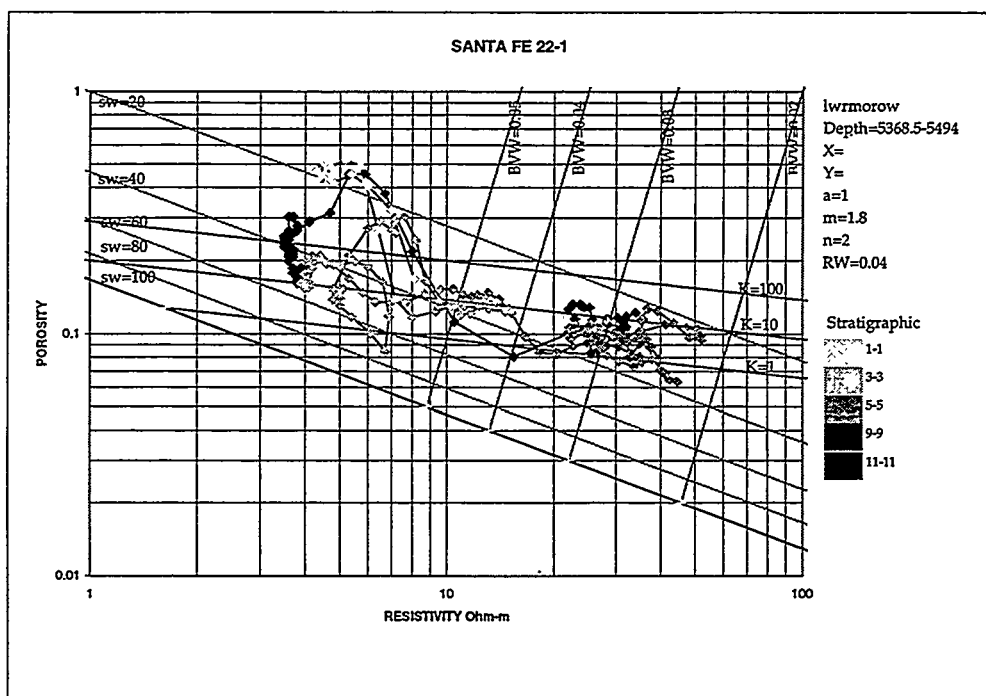 SANTA FE 22-1
1
sw=20
sw=40
sw=60
sw=80
sw=100
BVW=0.05
BVW=0.04
BVW=0.03
BVW=0.02
K=100
K=10
K=1
POROSITY
0.1
0.01
1
10
100
RESISTIVITY Ohm-m
lwrmorow
Depth=5368.5-5494
X=
Y=
a=1
m=1.8
n=2
RW=0.04
Stratigraphic
1-1
3-3
5-5
9-9
11-11